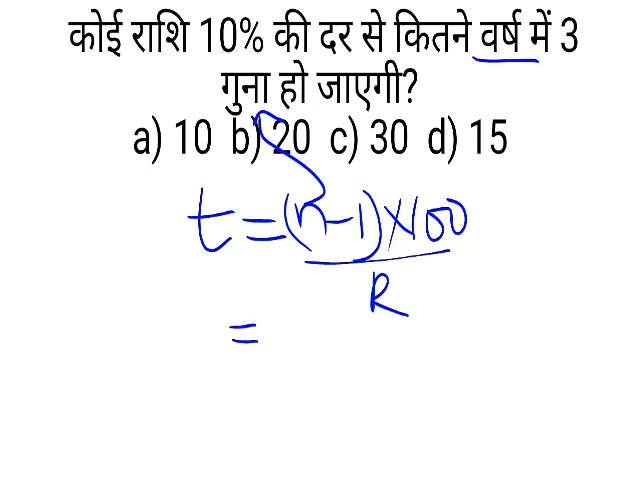 कोई राशि 10% की दर से कितने वर्ष में 3
गुना हो जाएगी?
a) 10 b) 20 c) 30 d) 15
t = (n-1)×100
R
=